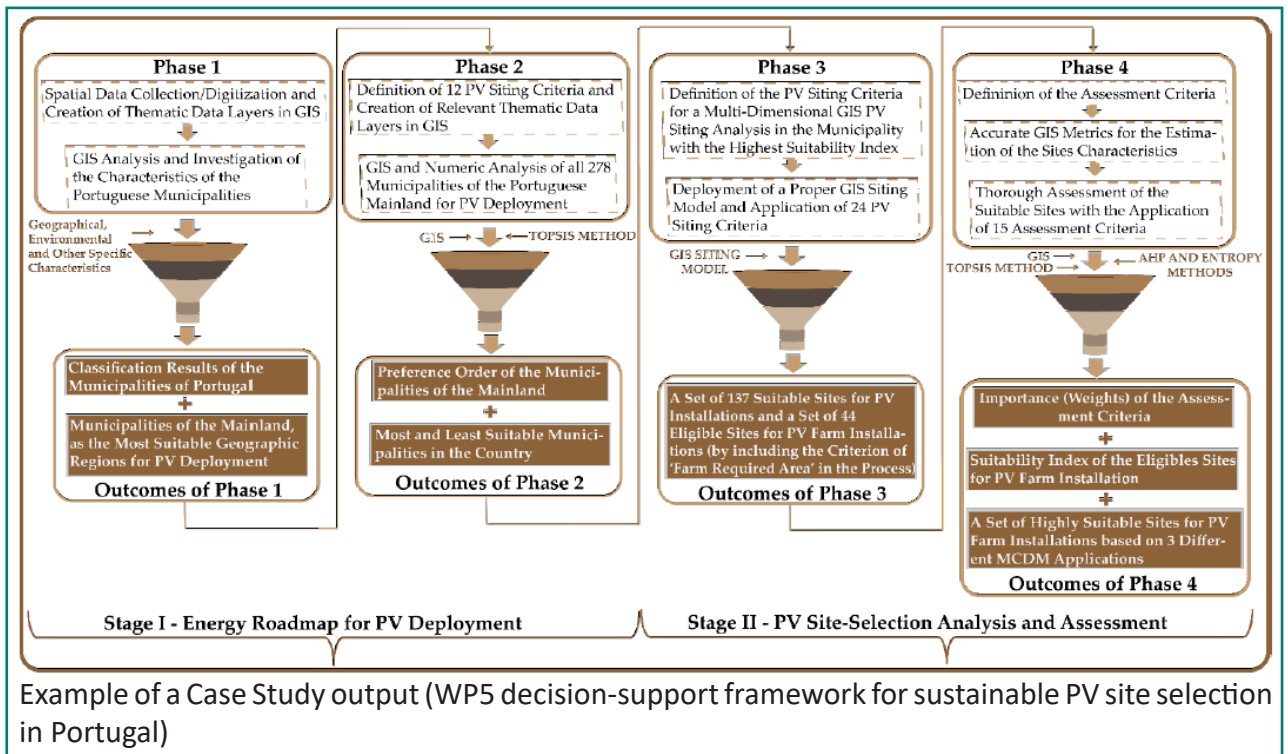 Phase 1
Spatial Data Collection/Digitization and
Creation of Thematic Data Layers in GIS
GIS Analysis and Investigation of
the Characteristics of the
Portuguese Municipalities
Geographical,
Environmental
and Other Specific
Characteristics
Classification Results of the
Municipalities of Portugal
+
Municipalities of the Mainland,
as the Most Suitable Geographic
Regions for PV Deployment
Outcomes of Phase 1
Phase 2
Definition of 12 PV Siting Criteria and
Creation of Relevant Thematic Data
Layers in GIS
GIS and Numeric Analysis of all 278
Municipalities of the Portuguese
Mainland for PV Deployment
GIS
TOPSIS METHOD
Preference Order of the Munici-
palities of the Mainland
+
Most and Least Suitable Munici-
palities in the Country
Outcomes of Phase 2
Phase 3
Definition of the PV Siting Criteria
for a Multi-Dimensional GIS PV
Siting Analysis in the Municipality
with the Highest Suitability Index
Deployment of a Proper GIS Siting
Model and Application of 24 PV
Siting Criteria
GIS SITING
MODEL
A Set of 137 Suitable Sites for PV
Installations and a Set of 44
Eligible Sites for PV Farm Installa-
tions (by including the Criterion of
'Farm Required Area' in the Process)
Outcomes of Phase 3
Phase 4
Defininion of the Assessment Criteria
Accurate GIS Metrics for the Estima-
tion of the Sites Characteristics
Thorough Assessment of the
Suitable Sites with the Application
of 15 Assessment Criteria
GIS
TOPSIS METHOD
AHP AND ENTROPY
METHODS
Importance (Weights) of the Assess-
ment Criteria
+
Suitability Index of the Eligibles Sites
for PV Farm Installation
+
A Set of Highly Suitable Sites for PV
Farm Installations based on 3 Differ-
ent MCDM Applications
Outcomes of Phase 4
Stage I - Energy Roadmap for PV Deployment
Stage II - PV Site-Selection Analysis and Assessment
Example of a Case Study output (WP5 decision-support framework for sustainable PV site selection
in Portugal)